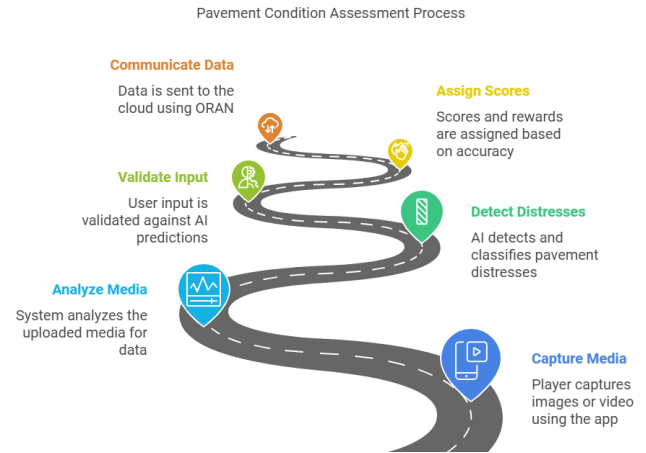 Pavement Condition Assessment Process
Communicate Data
Data is sent to the
cloud using ORAN
Assign Scores
Scores and rewards
are assigned based
on accuracy
Validate Input
User input is
validated against AI
predictions
Detect Distresses
AI detects and
classifies pavement
distresses
Analyze Media
System analyzes the
uploaded media for
data
Capture Media
Player captures
images or video
using the app